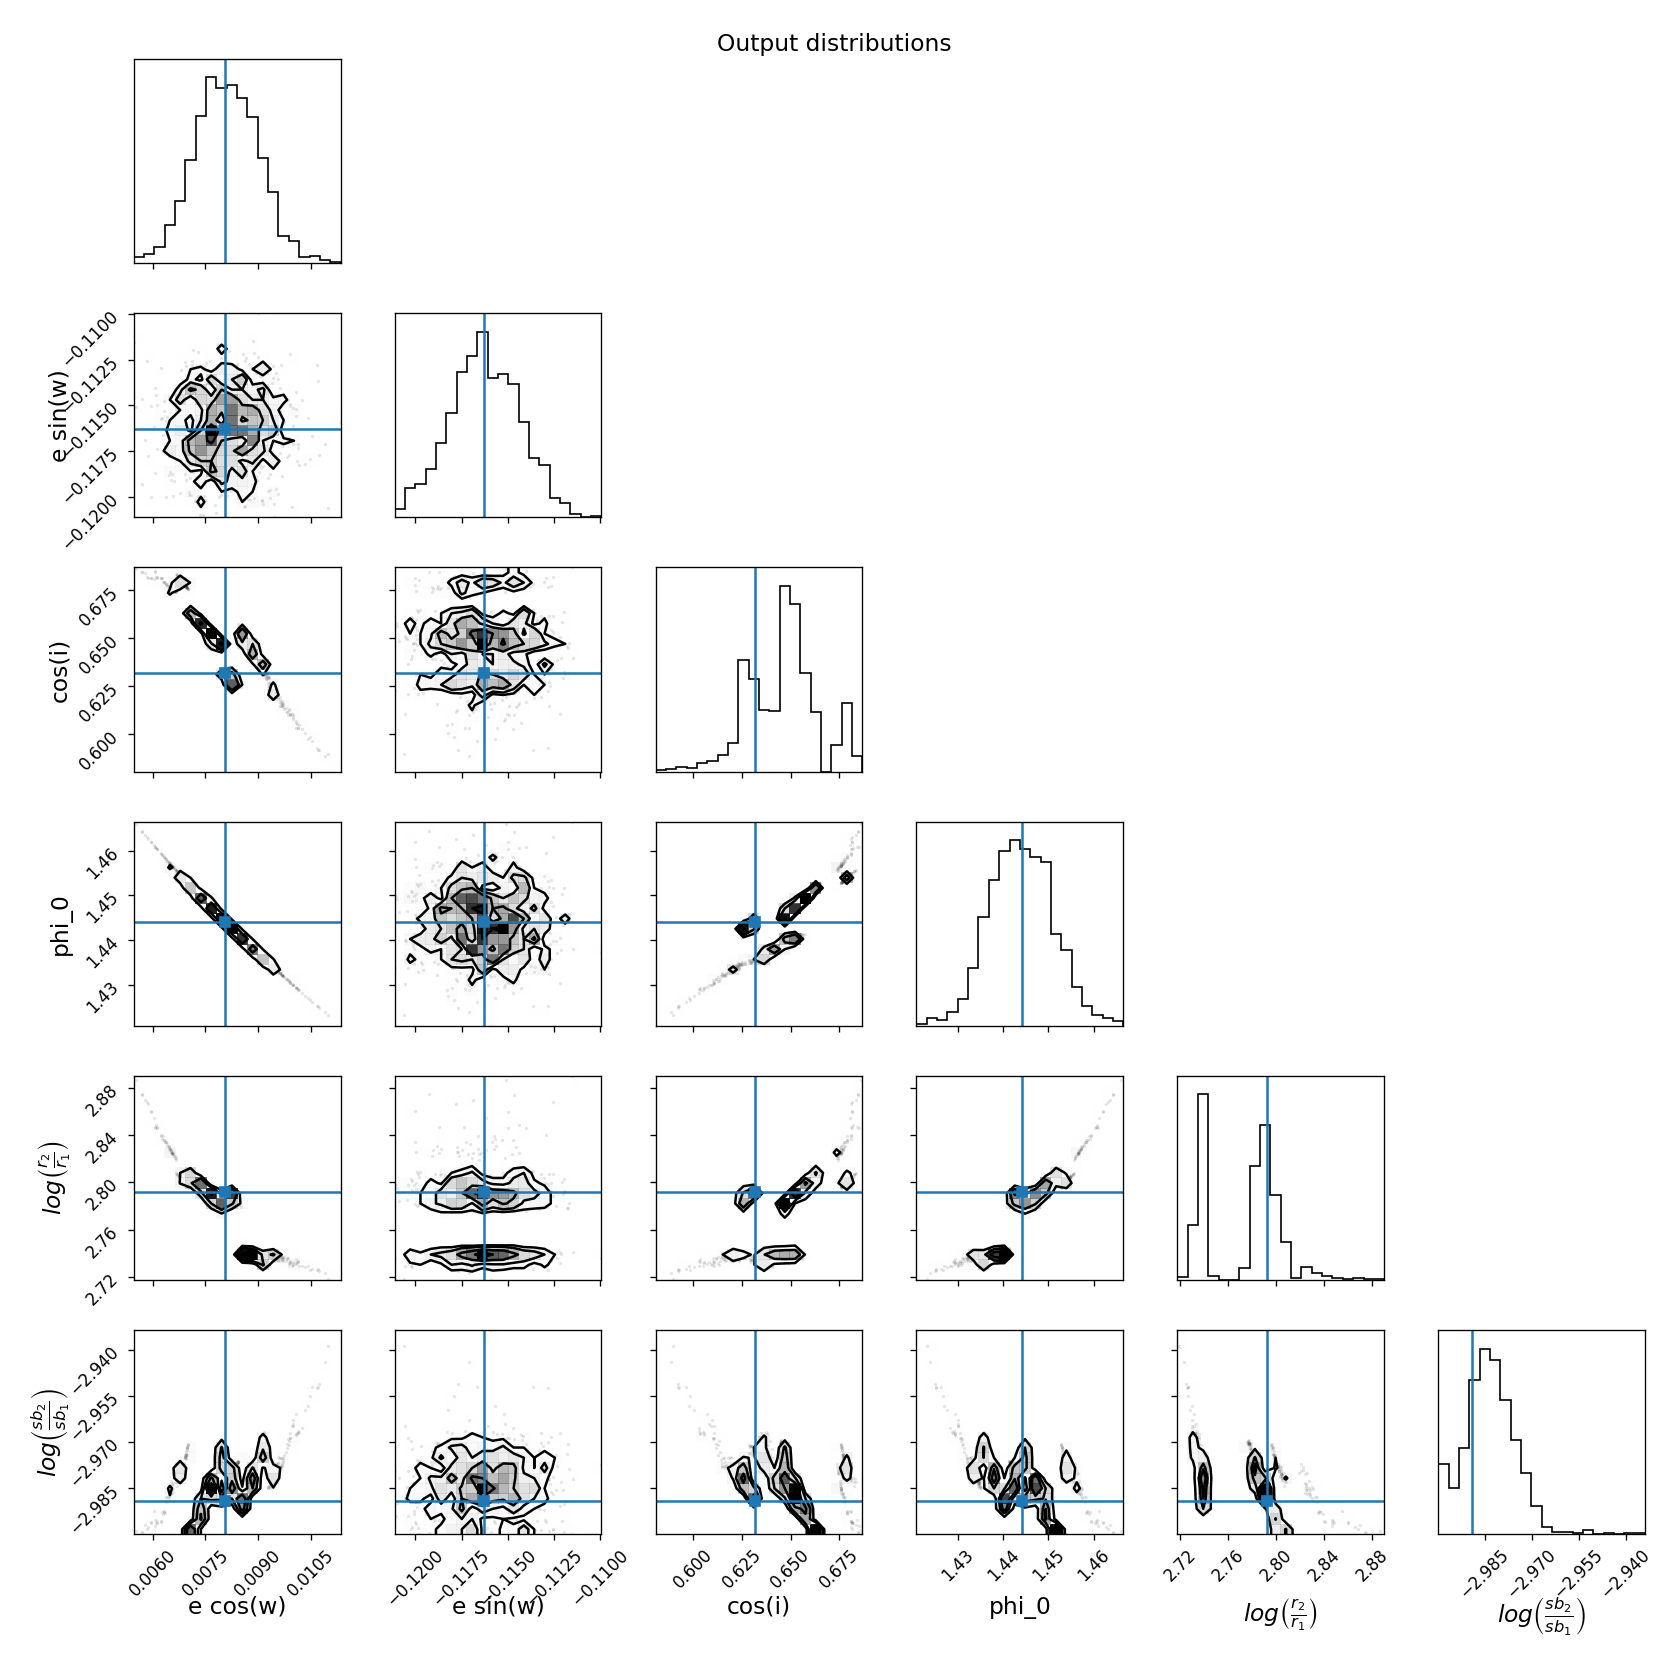 Output distributions
e sin(w)
−0.1100
−0.1125
−0.1150
−0.1175
−0.1200
cos(i)
0.675
0.650
0.625
0.600
phi_0
1.46
1.45
1.44
1.43
log(r₂/r₁)
2.88
2.84
2.80
2.76
2.72
log(sb₂/sb₁)
−2.940
−2.955
−2.970
−2.985
0.0060 0.0075 0.0090 0.0105
−0.1200 −0.1175 −0.1150 −0.1125 −0.1100
0.600 0.625 0.650 0.675
1.43 1.44 1.45 1.46
2.72 2.76 2.80 2.84 2.88
−2.985 −2.970 −2.955 −2.940
e cos(w) e sin(w) cos(i) phi_0 log(r₂/r₁) log(sb₂/sb₁)